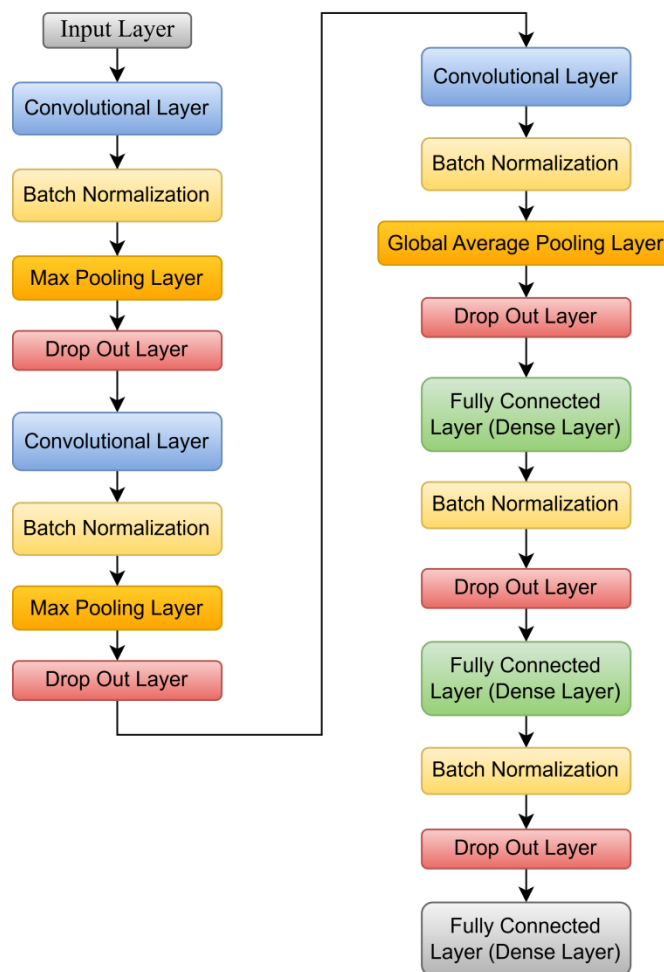 Input Layer
Convolutional Layer
Batch Normalization
Max Pooling Layer
Drop Out Layer
Convolutional Layer
Batch Normalization
Max Pooling Layer
Drop Out Layer
Convolutional Layer
Batch Normalization
Global Average Pooling Layer
Drop Out Layer
Fully Connected
Layer (Dense Layer)
Batch Normalization
Drop Out Layer
Fully Connected
Layer (Dense Layer)
Batch Normalization
Drop Out Layer
Fully Connected
Layer (Dense Layer)